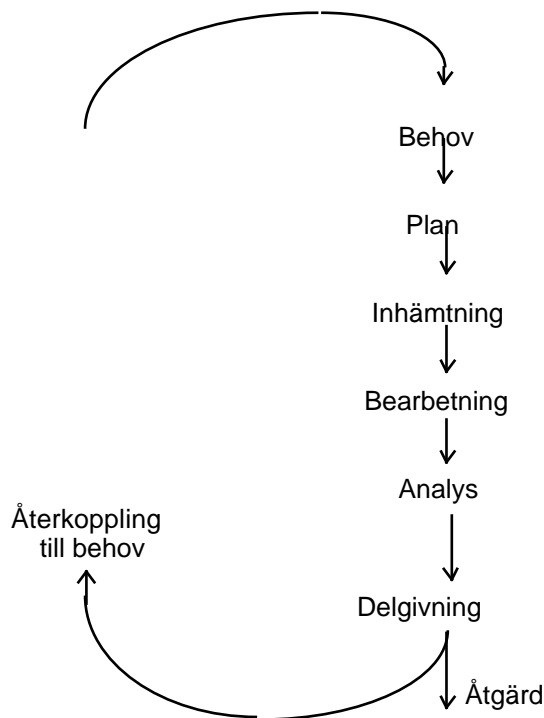 Behov
Plan
Inhämtning
Bearbetning
Analys
Återkoppling
till behov
Delgivning
Åtgärd